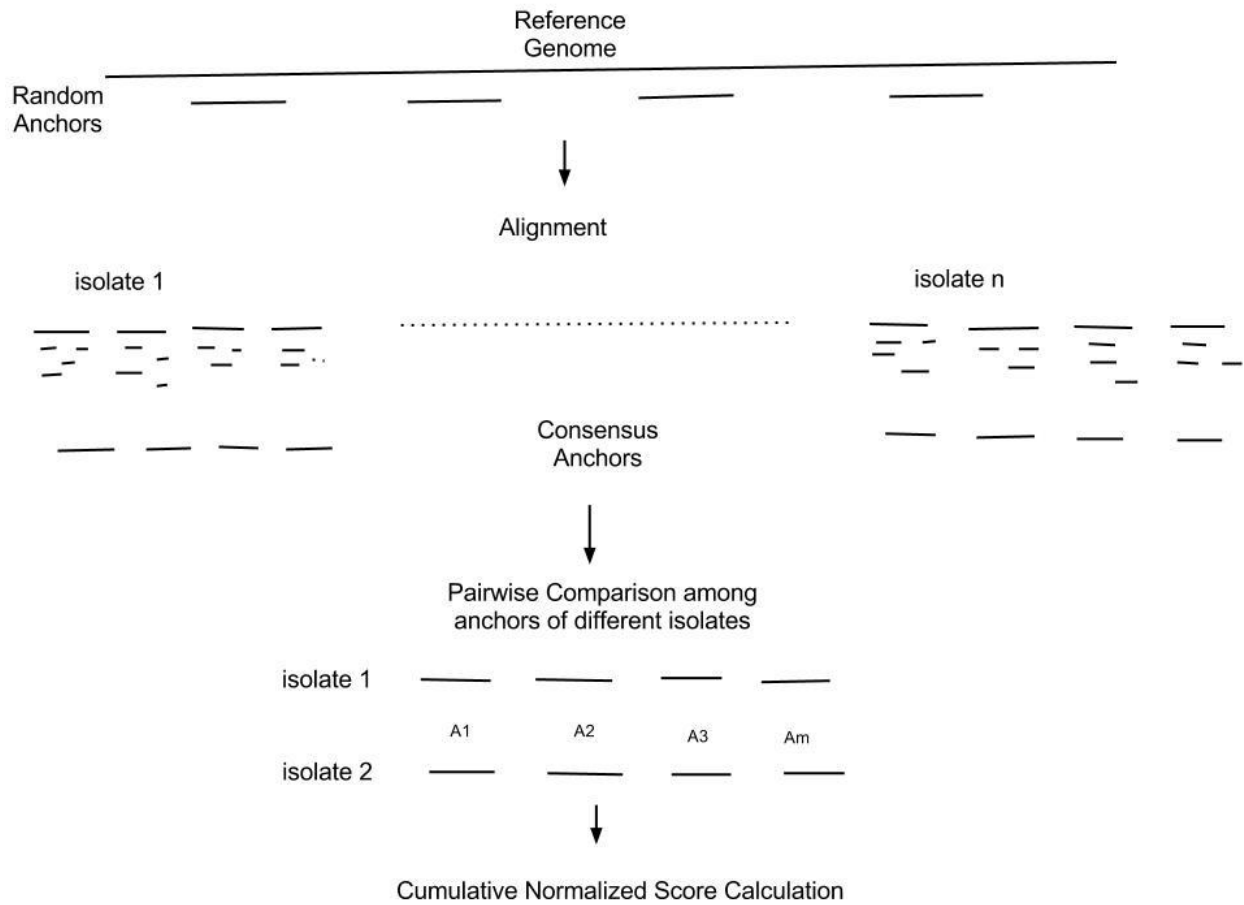 Reference
Genome
Random
Anchors
Alignment
isolate 1
isolate n
Consensus
Anchors
Pairwise Comparison among
anchors of different isolates
isolate 1
A1 A2 A3 Am
isolate 2
Cumulative Normalized Score Calculation